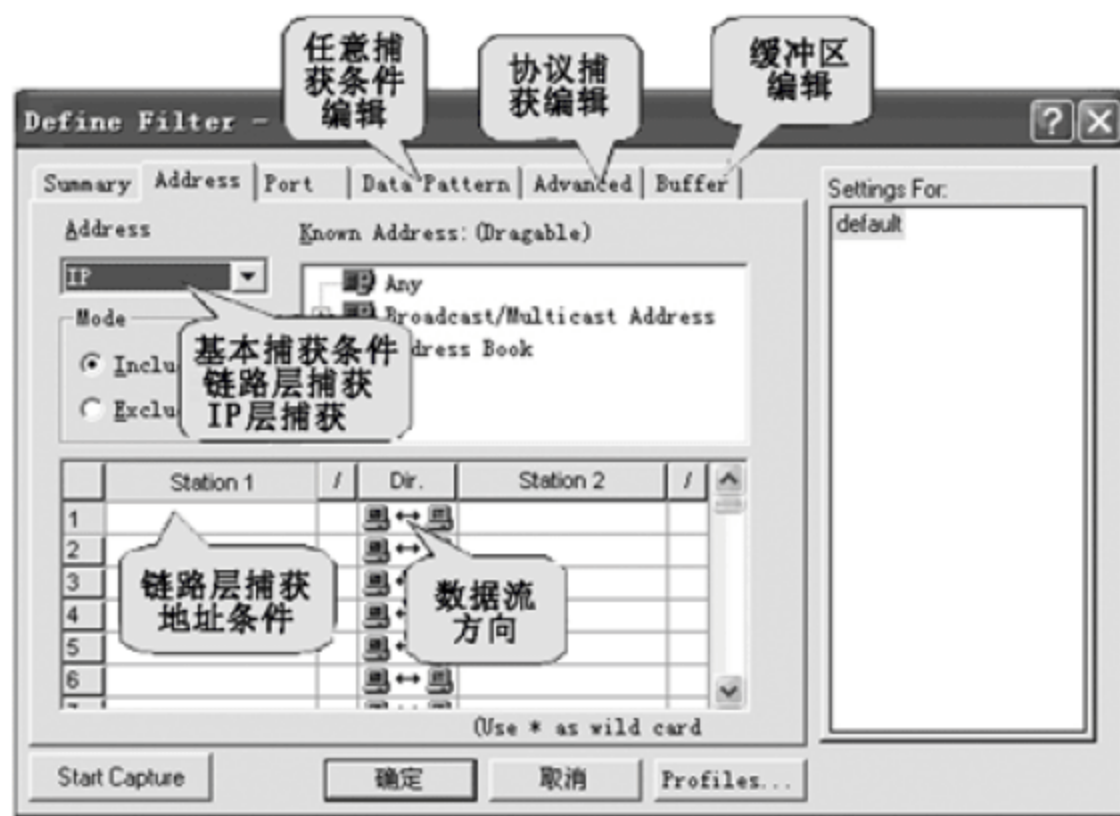 任意捕
获条件
编辑
协议捕
获编辑
缓冲区
编辑
Define Filter -
Summary
Address
Port
Data Pattern
Advanced
Buffer
Settings For:
default
Address
Known Address: (Dragable)
IP
Any
Broadcast/Multicast Address
dress Book
Mode
Inclu
Exclu
基本捕获条件
链路层捕获
IP层捕获
Station 1
/
Dir.
Station 2
/
1
2
3
4
5
6
链路层捕获
地址条件
数据流
方向
(Use * as wild card
Start Capture
确定
取消
Profiles...